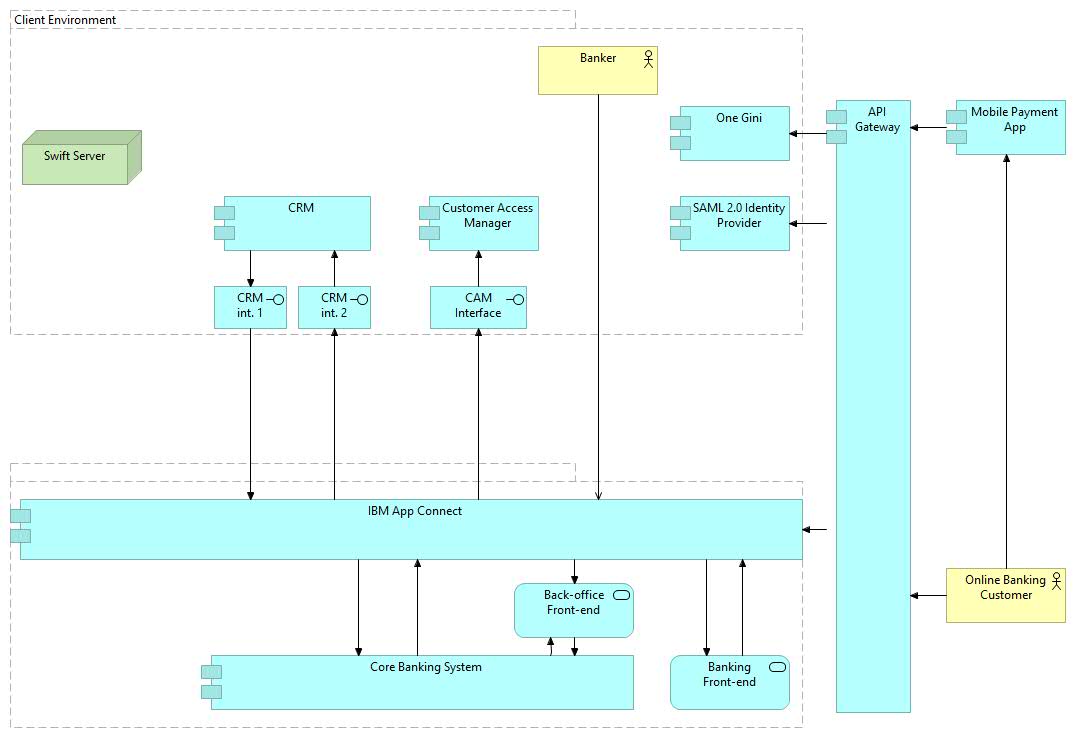 Client Environment
Banker
One Gini
API
Gateway
Mobile Payment
App
Swift Server
CRM
Customer Access
Manager
SAML 2.0 Identity
Provider
CRM
int. 1
CRM
int. 2
CAM
Interface
IBM App Connect
Back-office
Front-end
Online Banking
Customer
Core Banking System
Banking
Front-end